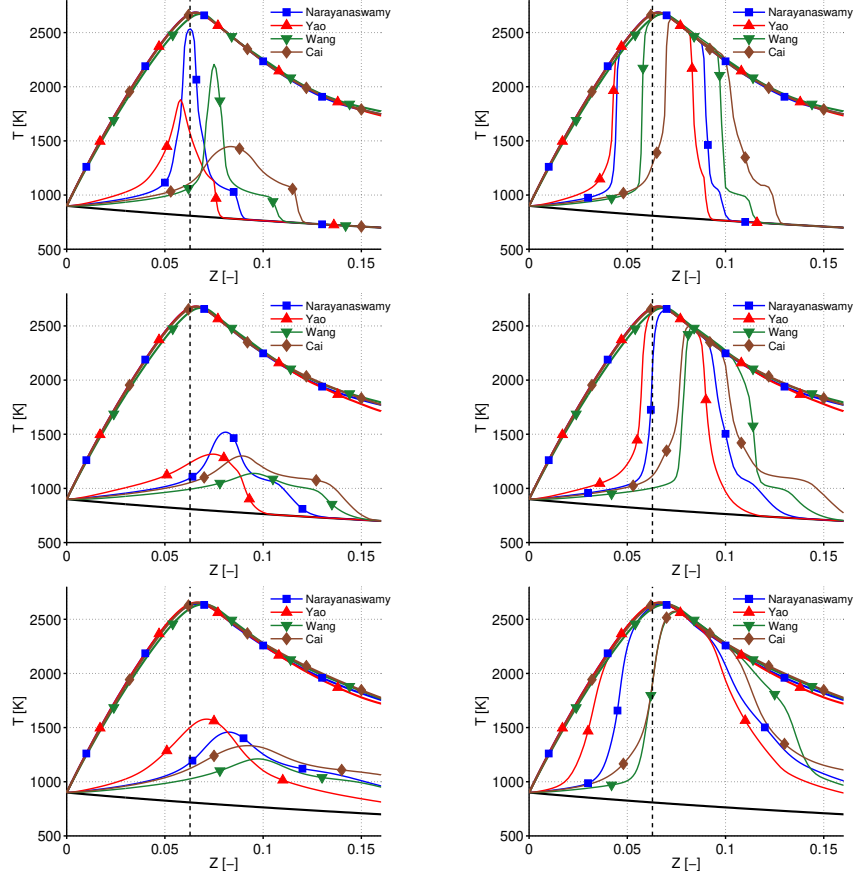 Narayanaswamy
Yao
Wang
Cai
T [K]
2500
2000
1500
1000
500
0
0.05
0.1
0.15
Z [–]
Narayanaswamy
Yao
Wang
Cai
T [K]
2500
2000
1500
1000
500
0
0.05
0.1
0.15
Z [–]
Narayanaswamy
Yao
Wang
Cai
T [K]
2500
2000
1500
1000
500
0
0.05
0.1
0.15
Z [–]
Narayanaswamy
Yao
Wang
Cai
T [K]
2500
2000
1500
1000
500
0
0.05
0.1
0.15
Z [–]
Narayanaswamy
Yao
Wang
Cai
T [K]
2500
2000
1500
1000
500
0
0.05
0.1
0.15
Z [–]
Narayanaswamy
Yao
Wang
Cai
T [K]
2500
2000
1500
1000
500
0
0.05
0.1
0.15
Z [–]